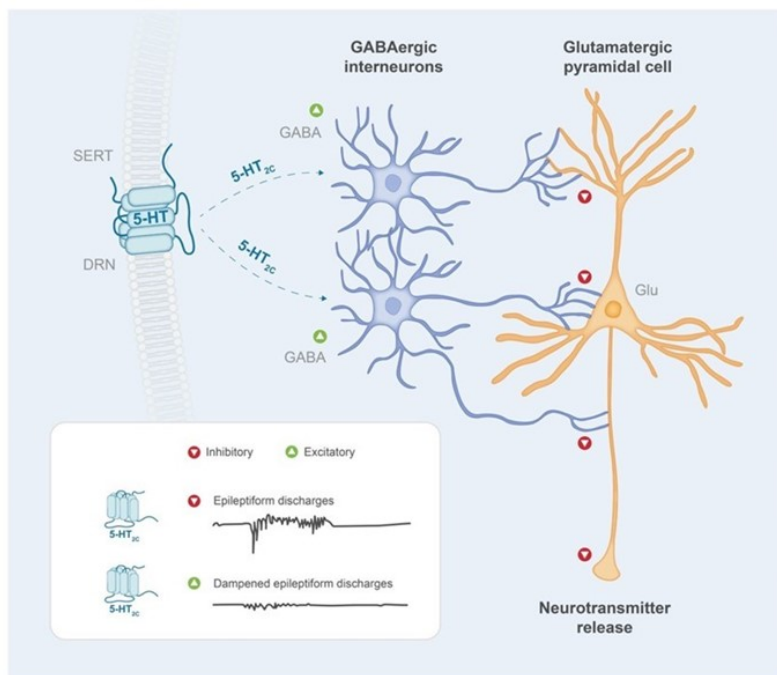 GABAergic
interneurons
Glutamatergic
pyramidal cell
GABA
SERT
5-HT2C
5-HT
5-HT2C
DRN
Glu
GABA
Inhibitory
Excitatory
Epileptiform discharges
5-HT2C
Dampened epileptiform discharges
5-HT2C
Neurotransmitter
release